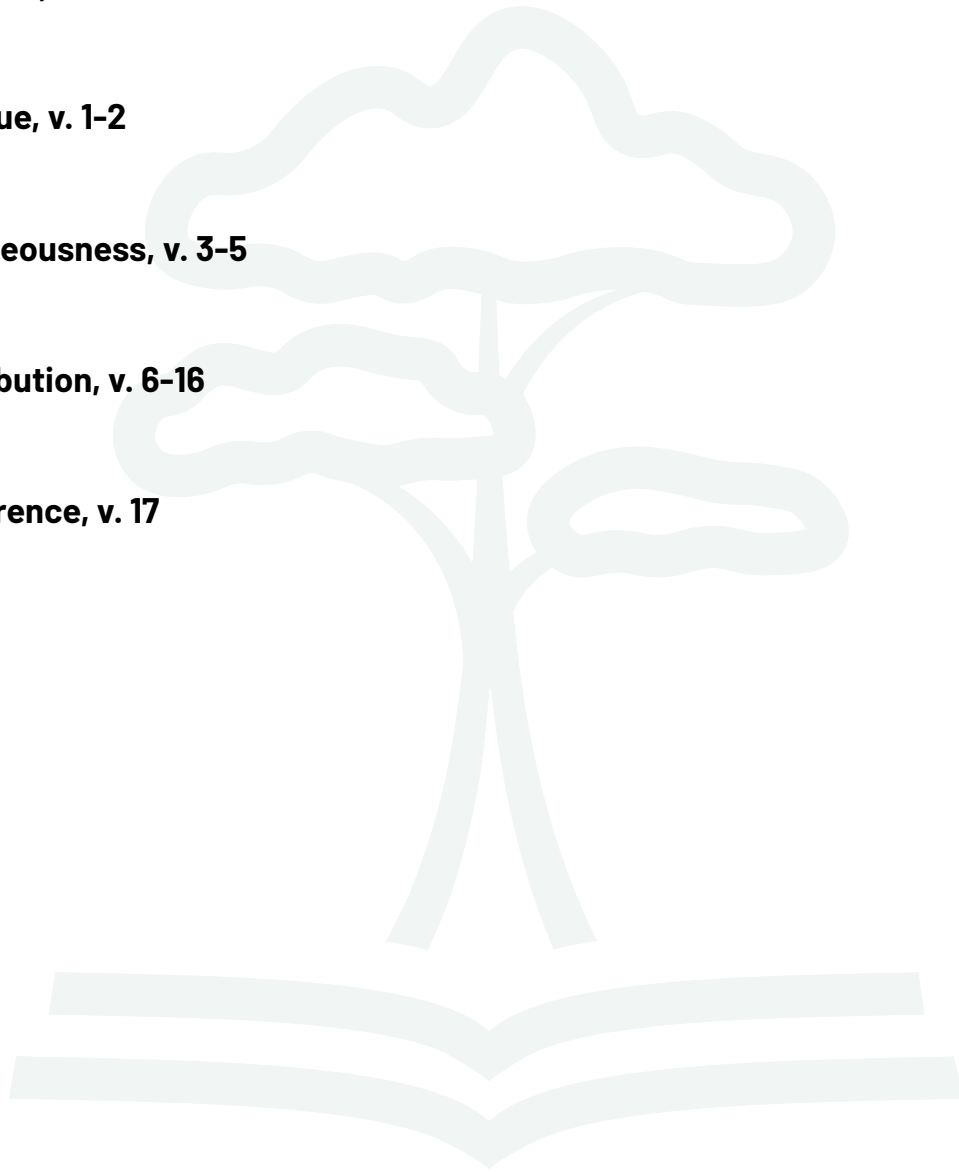 ue, v. 1-2
eousness, v. 3-5
bution, v. 6-16
rence, v. 17